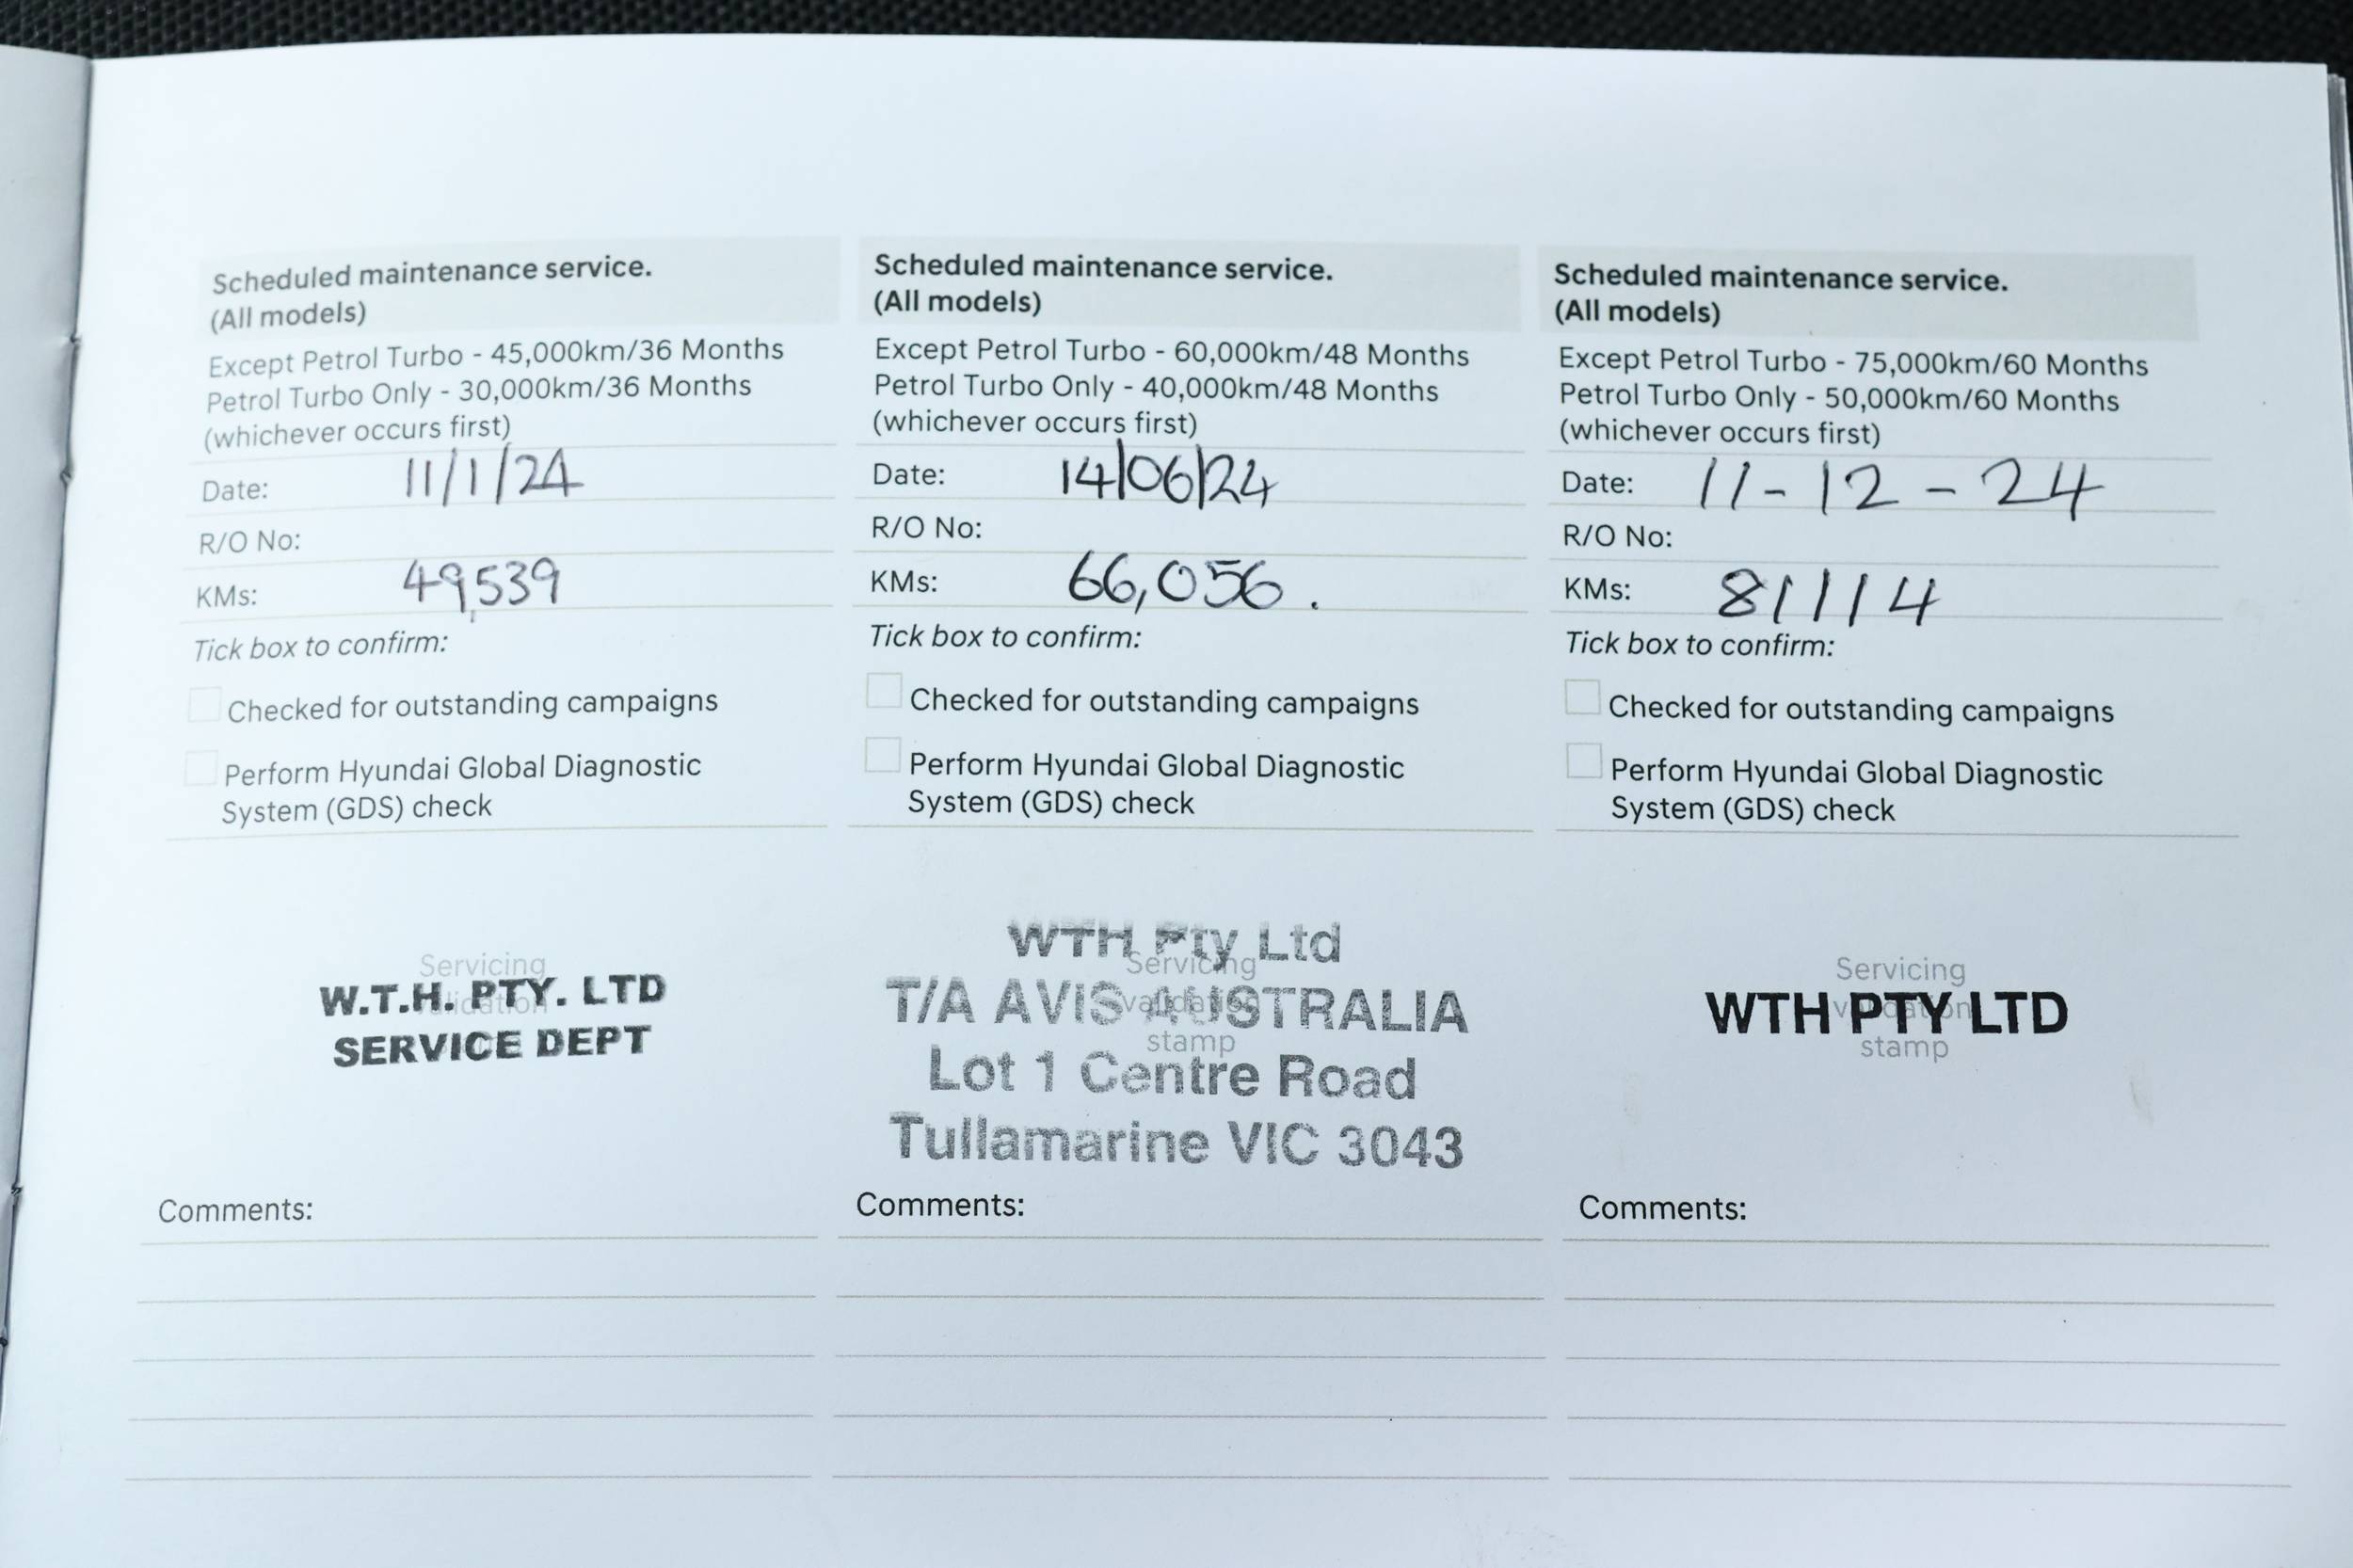 Scheduled maintenance service.
(All models)
Except Petrol Turbo - 45,000km/36 Months
Petrol Turbo Only - 30,000km/36 Months
(whichever occurs first)
Date: 11/1/24
R/O No:
KMs: 49,539
Tick box to confirm:
Checked for outstanding campaigns
Perform Hyundai Global Diagnostic
System (GDS) check
Servicing
W.T.H. PTY. LTD
SERVICE DEPT
Comments:
Scheduled maintenance service.
(All models)
Except Petrol Turbo - 60,000km/48 Months
Petrol Turbo Only - 40,000km/48 Months
(whichever occurs first)
Date: 14/06/24
R/O No:
KMs: 66,056.
Tick box to confirm:
Checked for outstanding campaigns
Perform Hyundai Global Diagnostic
System (GDS) check
WTH Pty Ltd
Servicing
T/A AVIS AUSTRALIA
validation
stamp
Lot 1 Centre Road
Tullamarine VIC 3043
Comments:
Scheduled maintenance service.
(All models)
Except Petrol Turbo - 75,000km/60 Months
Petrol Turbo Only - 50,000km/60 Months
(whichever occurs first)
Date: 11-12-24
R/O No:
KMs: 81114
Tick box to confirm:
Checked for outstanding campaigns
Perform Hyundai Global Diagnostic
System (GDS) check
Servicing
WTH PTY LTD
validation
stamp
Comments: